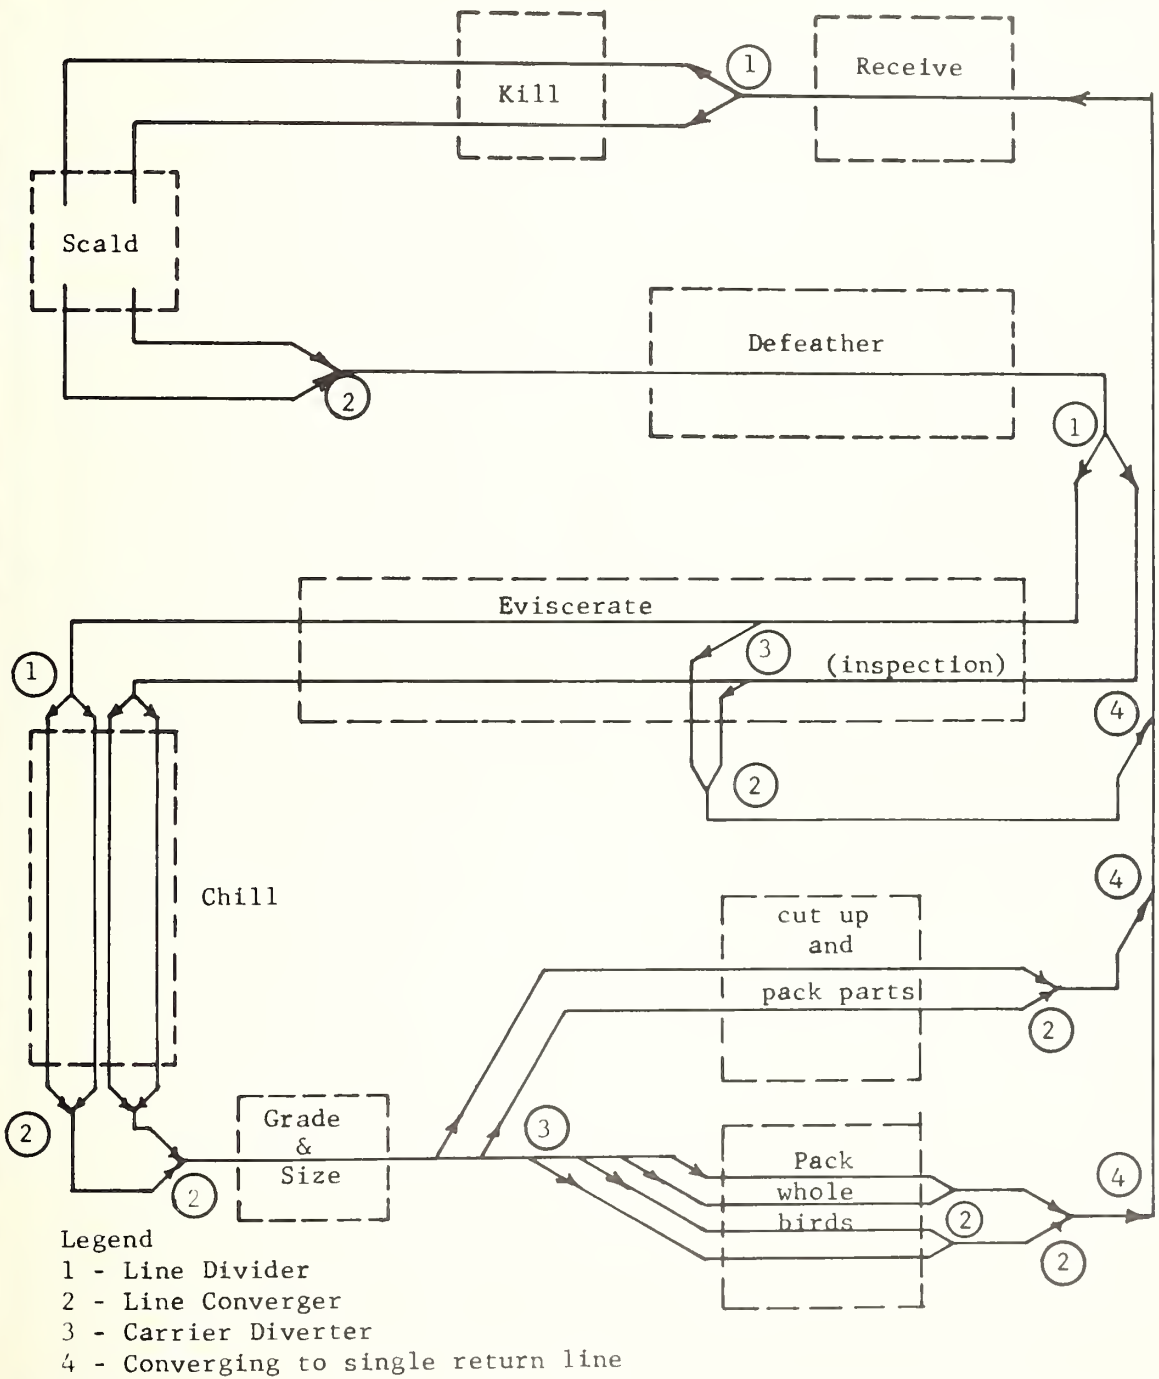 1
Receive
Kill
Scald
Defeather
2
1
Eviscerate
3
(inspection)
1
4
2
Chill
4
cut up
and
pack parts
2
Grade
&
Size
3
2
2
Pack
whole
birds
4
2
2
Legend
1 - Line Divider
2 - Line Converger
3 - Carrier Diverter
4 - Converging to single return line